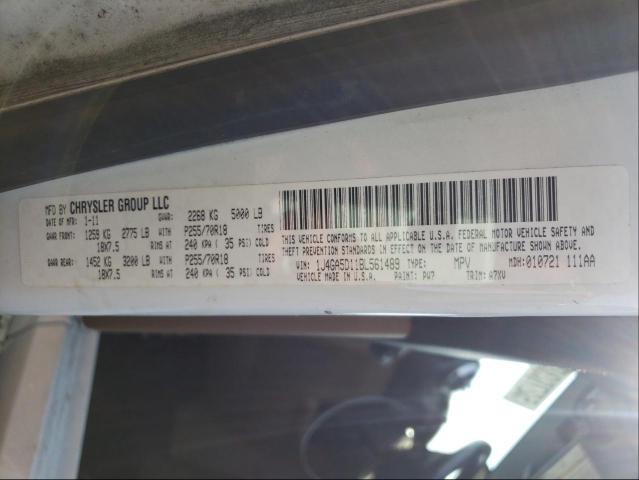 MFD BY CHRYSLER GROUP LLC
DATE OF MFR: 1-11 GVWR: 2268 KG 5000 LB
GAWR FRONT: 1259 KG 2775 LB WITH P255/70R18 TIRES
18X7.5 RIMS AT 240 KPA ( 35 PSI) COLD
GAWR REAR: 1452 KG 3200 LB WITH P255/70R18 TIRES
18X7.5 RIMS AT 240 KPA ( 35 PSI) COLD
THIS VEHICLE CONFORMS TO ALL APPLICABLE U.S.A. FEDERAL MOTOR VEHICLE SAFETY AND
THEFT PREVENTION STANDARDS IN EFFECT ON THE DATE OF MANUFACTURE SHOWN ABOVE.
VIN: 1J4GA5D11BL561489 TYPE: MPV MDH: 010721 111AA
VEHICLE MADE IN U.S.A. PAINT: PW7 TRIM: A7XV